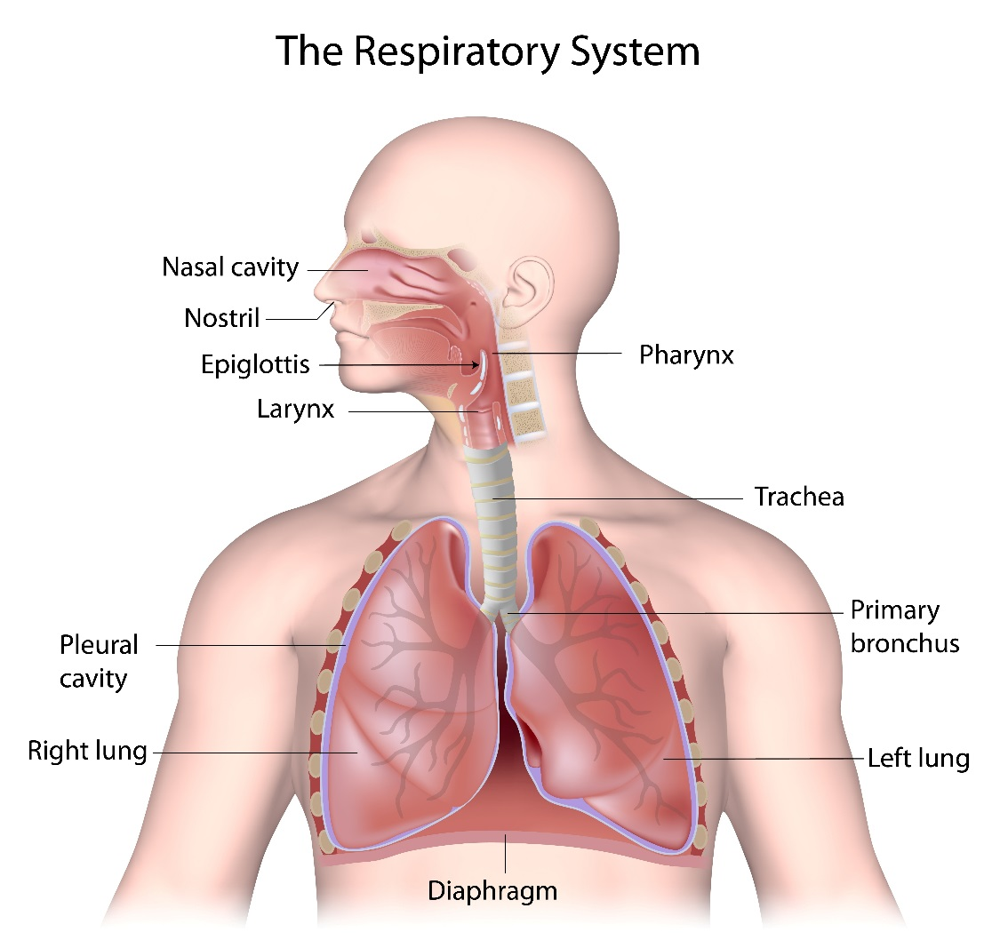 The Respiratory System
Nasal cavity
Nostril
Epiglottis
Larynx
Pharynx
Trachea
Primary
bronchus
Pleural
cavity
Right lung
Left lung
Diaphragm